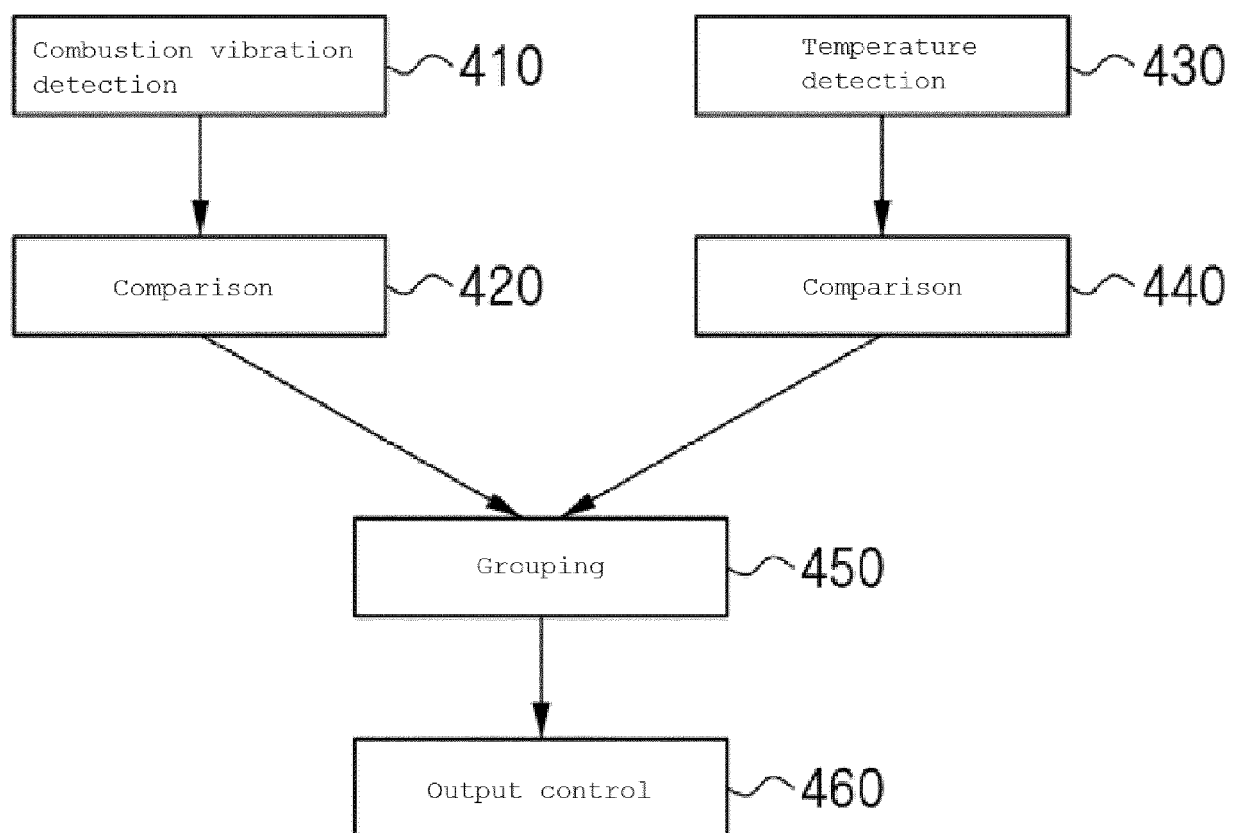 Combustion vibration
detection
410
Temperature
detection
430
Comparison
420
Comparison
440
Grouping
450
Output control
460